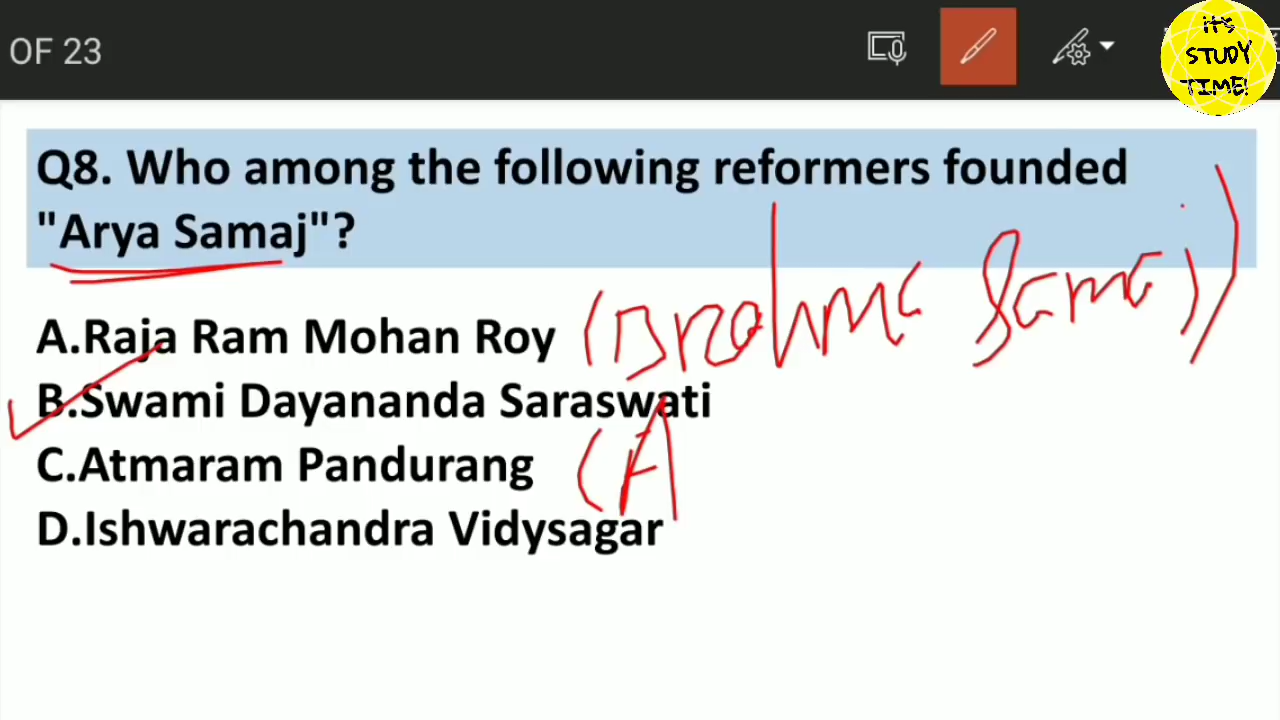 OF 23
It's
STUDY
TIME!
Q8. Who among the following reformers founded
"Arya Samaj"?
A.Raja Ram Mohan Roy (Brahma Samaj)
B.Swami Dayananda Saraswati
C.Atmaram Pandurang (A
D.Ishwarachandra Vidysagar